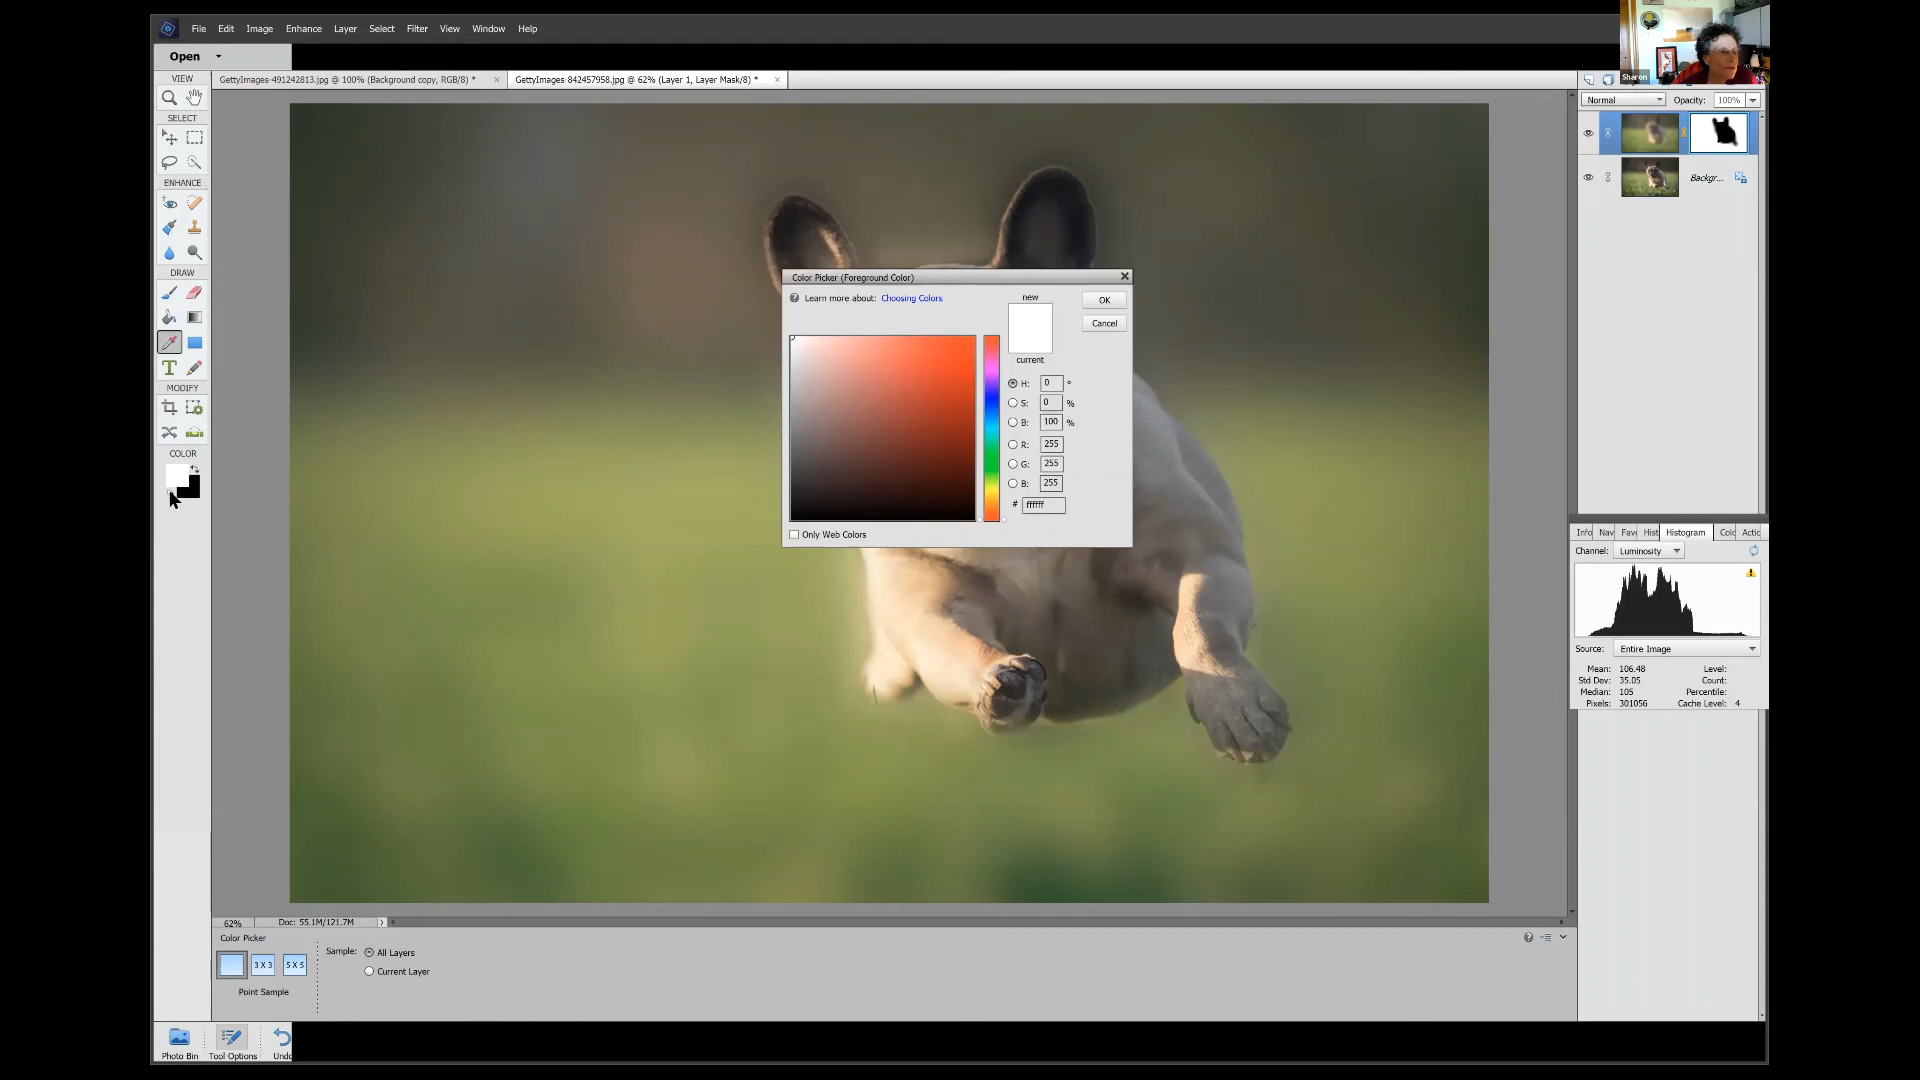 File Edit Image Enhance Layer Select Filter View Window Help
Open
GettyImages-491242813.jpg @ 100% (Background copy, RGB/8) * ×
GettyImages-842457958.jpg @ 62% (Layer 1, Layer Mask/8) * ×
Sharon
VIEW
SELECT
ENHANCE
DRAW
T
MODIFY
COLOR
Normal Opacity: 100%
Backgr...
Color Picker (Foreground Color)
Learn more about: Choosing Colors
new
OK
Cancel
current
H: 0 °
S: 0 %
B: 100 %
R: 255
G: 255
B: 255
# ffffff
Only Web Colors
Info Nav Fav Hist Histogram Colc Actio
Channel: Luminosity
Source: Entire Image
Mean: 106.48 Level:
Std Dev: 35.05 Count:
Median: 105 Percentile:
Pixels: 301056 Cache Level: 4
62% Doc: 55.1M/121.7M
Color Picker
3 X 3 5 X 5
Point Sample
Sample: All Layers
Current Layer
Photo Bin Tool Options Undo